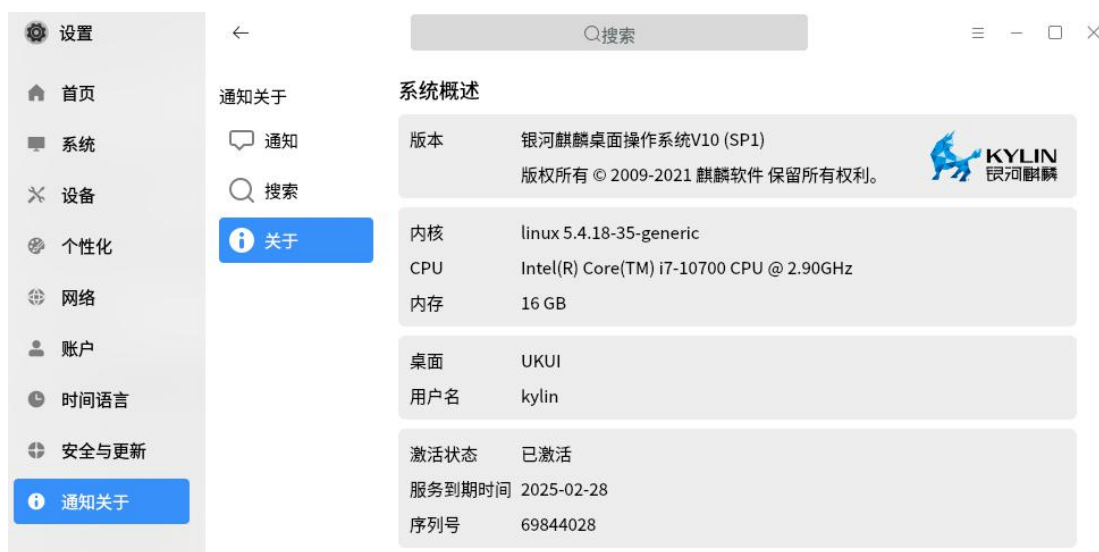 设置
搜索
首页
系统
设备
个性化
网络
账户
时间语言
安全与更新
通知关于
通知关于
通知
搜索
关于
系统概述
版本 银河麒麟桌面操作系统V10 (SP1)
版权所有 © 2009-2021 麒麟软件 保留所有权利。
KYLIN
银河麒麟
内核 linux 5.4.18-35-generic
CPU Intel(R) Core(TM) i7-10700 CPU @ 2.90GHz
内存 16 GB
桌面 UKUI
用户名 kylin
激活状态 已激活
服务到期时间 2025-02-28
序列号 69844028